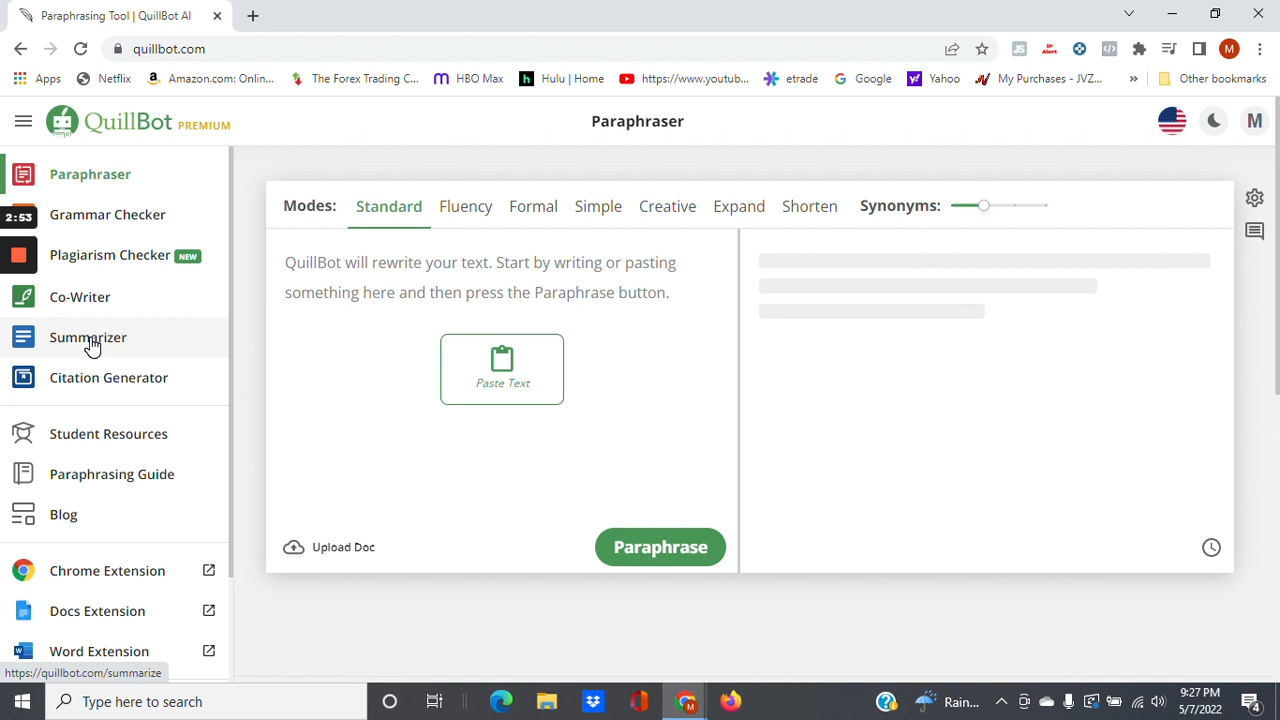 Paraphrasing Tool | QuillBot AI
quillbot.com
JS
IP Alert
M
Apps
Netflix
Amazon.com: Onlin...
The Forex Trading C...
HBO Max
Hulu | Home
https://www.youtub...
etrade
Google
Yahoo
My Purchases - JVZ...
»
Other bookmarks
QuillBot PREMIUM
Paraphraser
M
Paraphraser
Grammar Checker
2:53
Plagiarism Checker NEW
Co-Writer
Summarizer
Citation Generator
Student Resources
Paraphrasing Guide
Blog
Chrome Extension
Docs Extension
Word Extension
https://quillbot.com/summarize
Modes: Standard Fluency Formal Simple Creative Expand Shorten Synonyms:
QuillBot will rewrite your text. Start by writing or pasting
something here and then press the Paraphrase button.
Paste Text
Upload Doc
Paraphrase
Type here to search
M
Rain...
9:27 PM
5/7/2022
4